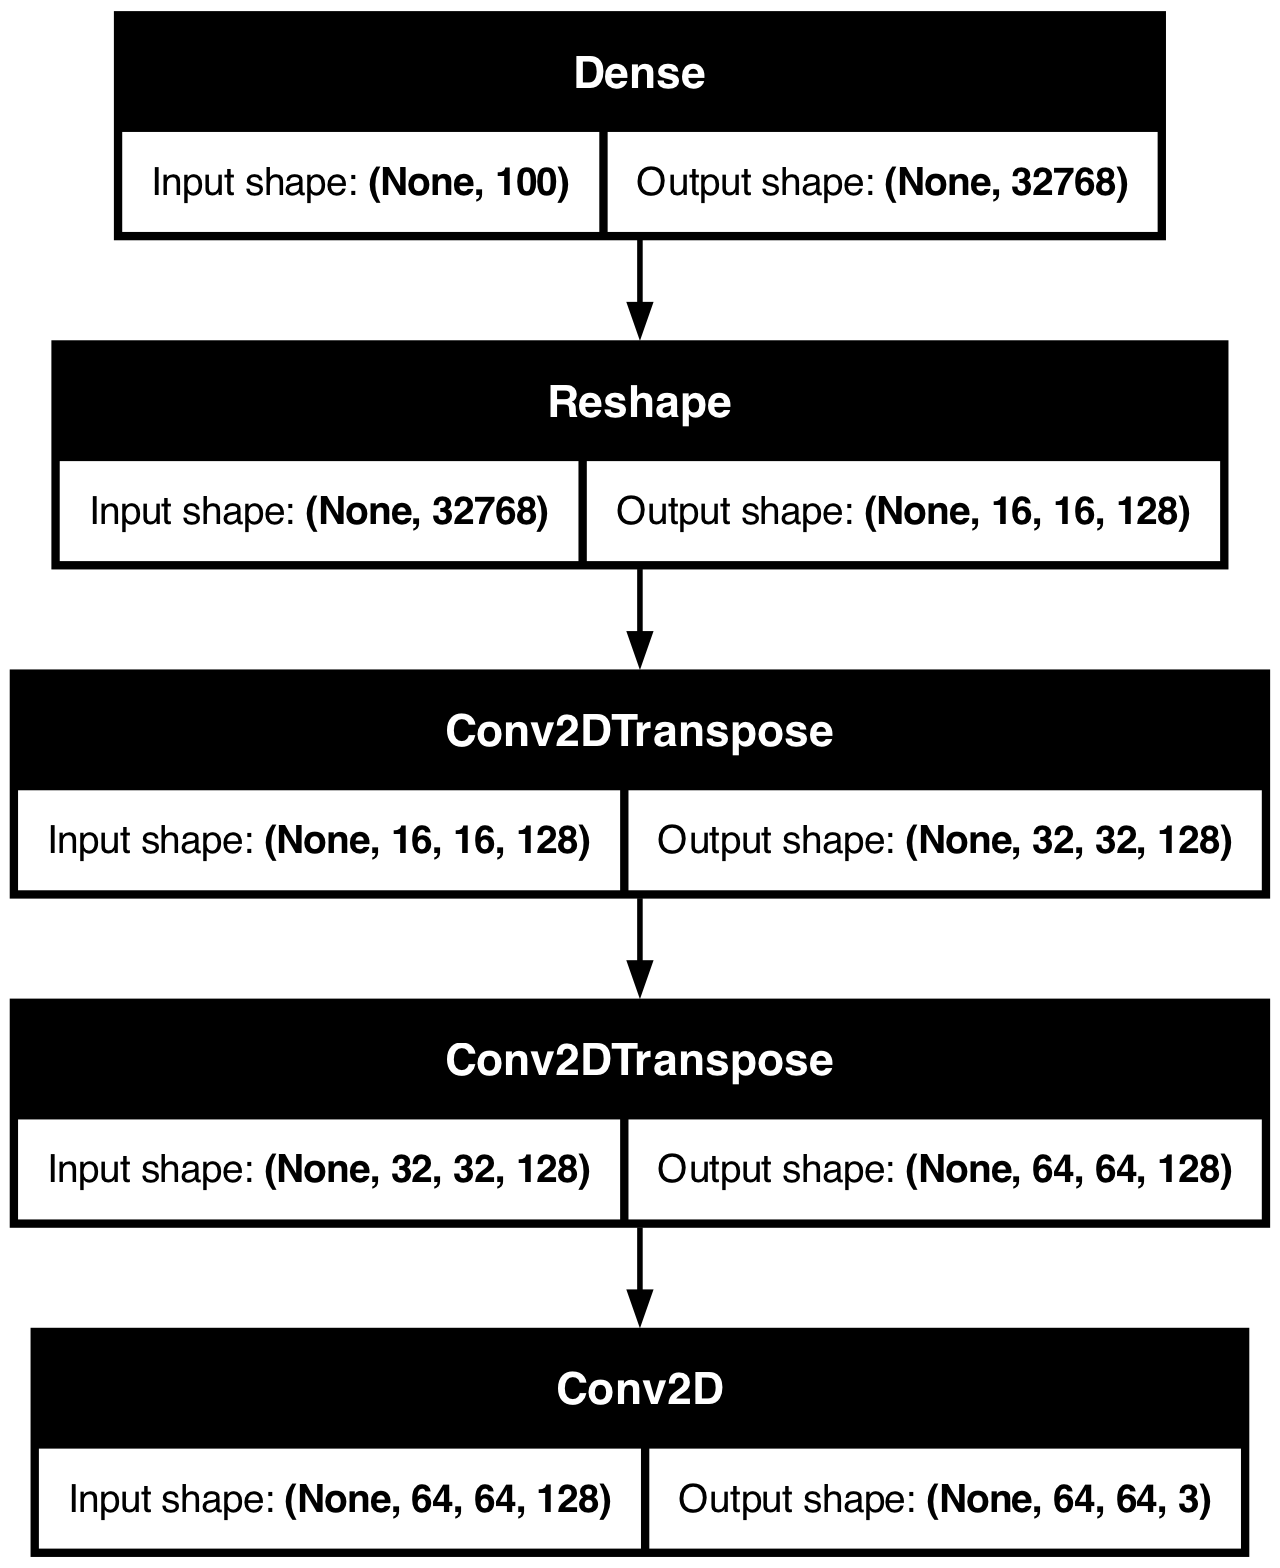 Dense
Input shape: (None, 100) Output shape: (None, 32768)
Reshape
Input shape: (None, 32768) Output shape: (None, 16, 16, 128)
Conv2DTranspose
Input shape: (None, 16, 16, 128) Output shape: (None, 32, 32, 128)
Conv2DTranspose
Input shape: (None, 32, 32, 128) Output shape: (None, 64, 64, 128)
Conv2D
Input shape: (None, 64, 64, 128) Output shape: (None, 64, 64, 3)